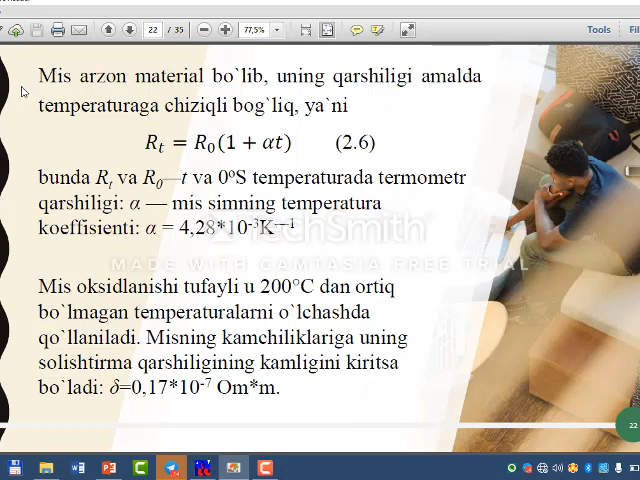 22 / 35
77,5%
Tools
Fil
Mis arzon material bo`lib, uning qarshiligi amalda
temperaturaga chiziqli bog`liq, ya`ni
Rₜ = R₀(1 + αt) (2.6)
bunda Rₜ va R₀—t va 0⁰S temperaturada termometr
qarshiligi: α — mis simning temperatura
koeffisienti: α = 4,28*10⁻³K⁻¹
TechSmith
MADE WITH CAMTASIA FREE TRIAL
Mis oksidlanishi tufayli u 200°C dan ortiq
bo`lmagan temperaturalarni o`lchashda
qo`llaniladi. Misning kamchiliklariga uning
solishtirma qarshiligining kamligini kiritsa
bo`ladi: δ=0,17*10⁻⁷ Om*m.
22